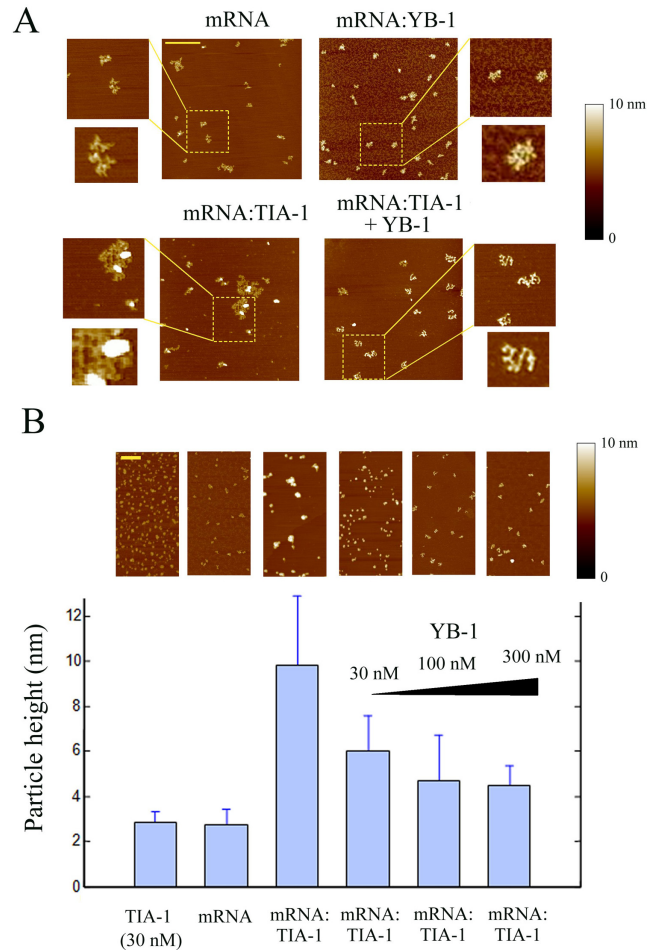 A
mRNA
mRNA:YB-1
10 nm
0
mRNA:TIA-1
mRNA:TIA-1
+ YB-1
B
10 nm
0
Particle height (nm)
12
10
8
6
4
2
0
YB-1
30 nM
100 nM
300 nM
TIA-1
(30 nM)
mRNA
mRNA:
TIA-1
mRNA:
TIA-1
mRNA:
TIA-1
mRNA:
TIA-1